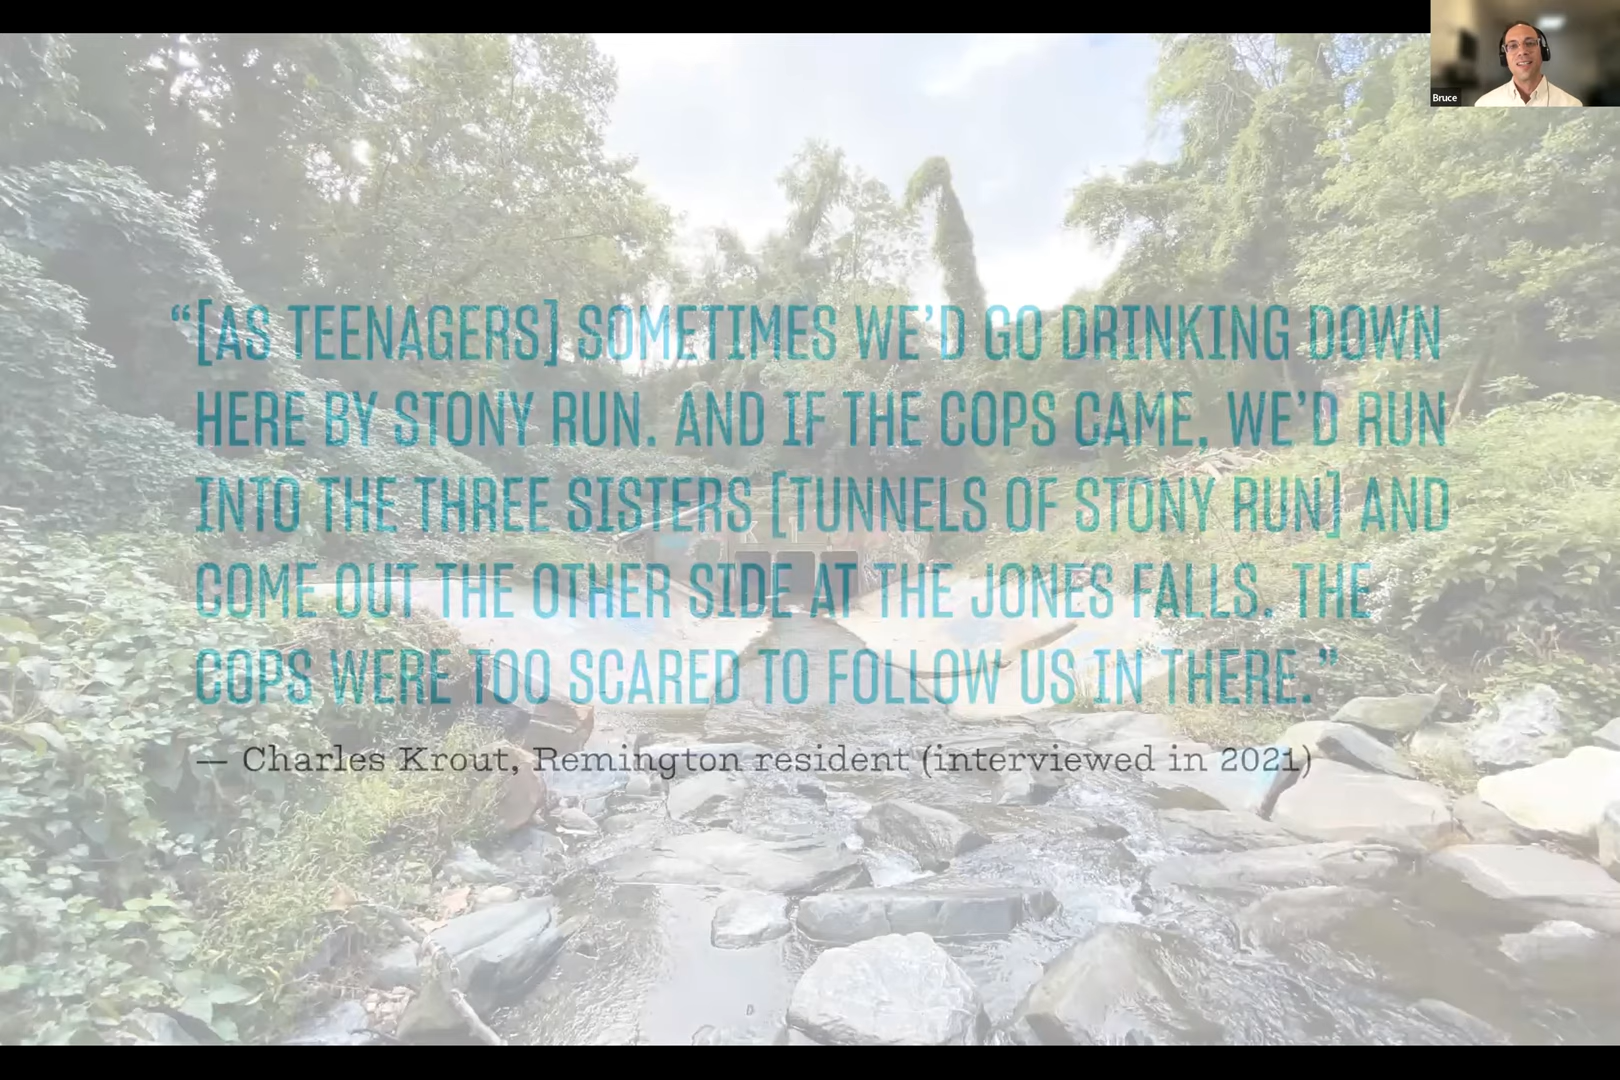 Bruce
“[AS TEENAGERS] SOMETIMES WE’D GO DRINKING DOWN
HERE BY STONY RUN. AND IF THE COPS CAME, WE’D RUN
INTO THE THREE SISTERS [TUNNELS OF STONY RUN] AND
COME OUT THE OTHER SIDE AT THE JONES FALLS. THE
COPS WERE TOO SCARED TO FOLLOW US IN THERE.”
— Charles Krout, Remington resident (interviewed in 2021)